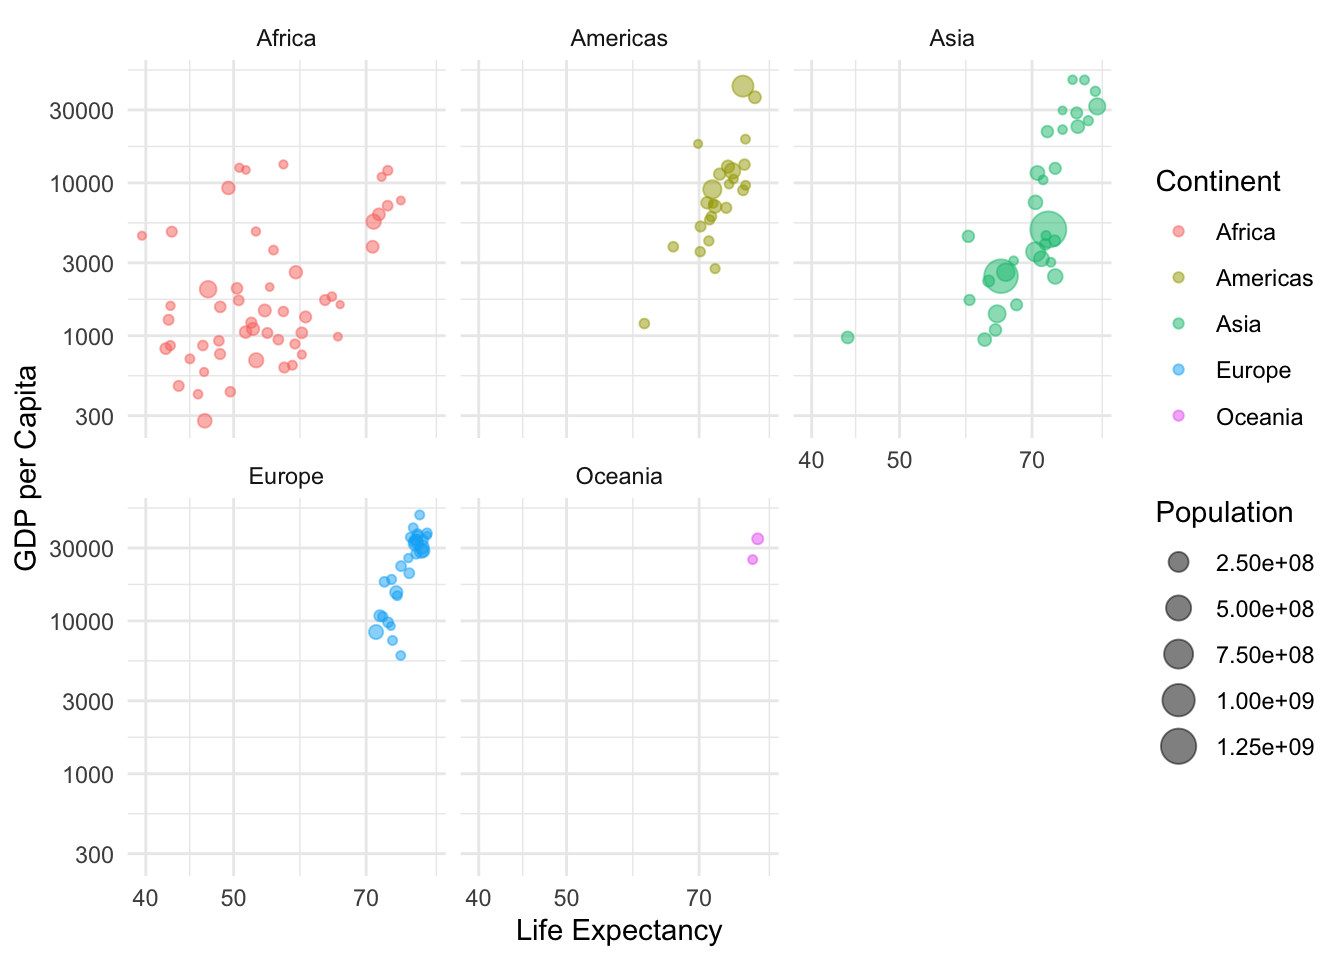 Africa
Americas
Asia
30000
10000
3000
1000
300
40 50 70
Europe
Oceania
30000
10000
3000
1000
300
40 50 70
40 50 70
GDP per Capita
Life Expectancy
Continent
Africa
Americas
Asia
Europe
Oceania
Population
2.50e+08
5.00e+08
7.50e+08
1.00e+09
1.25e+09